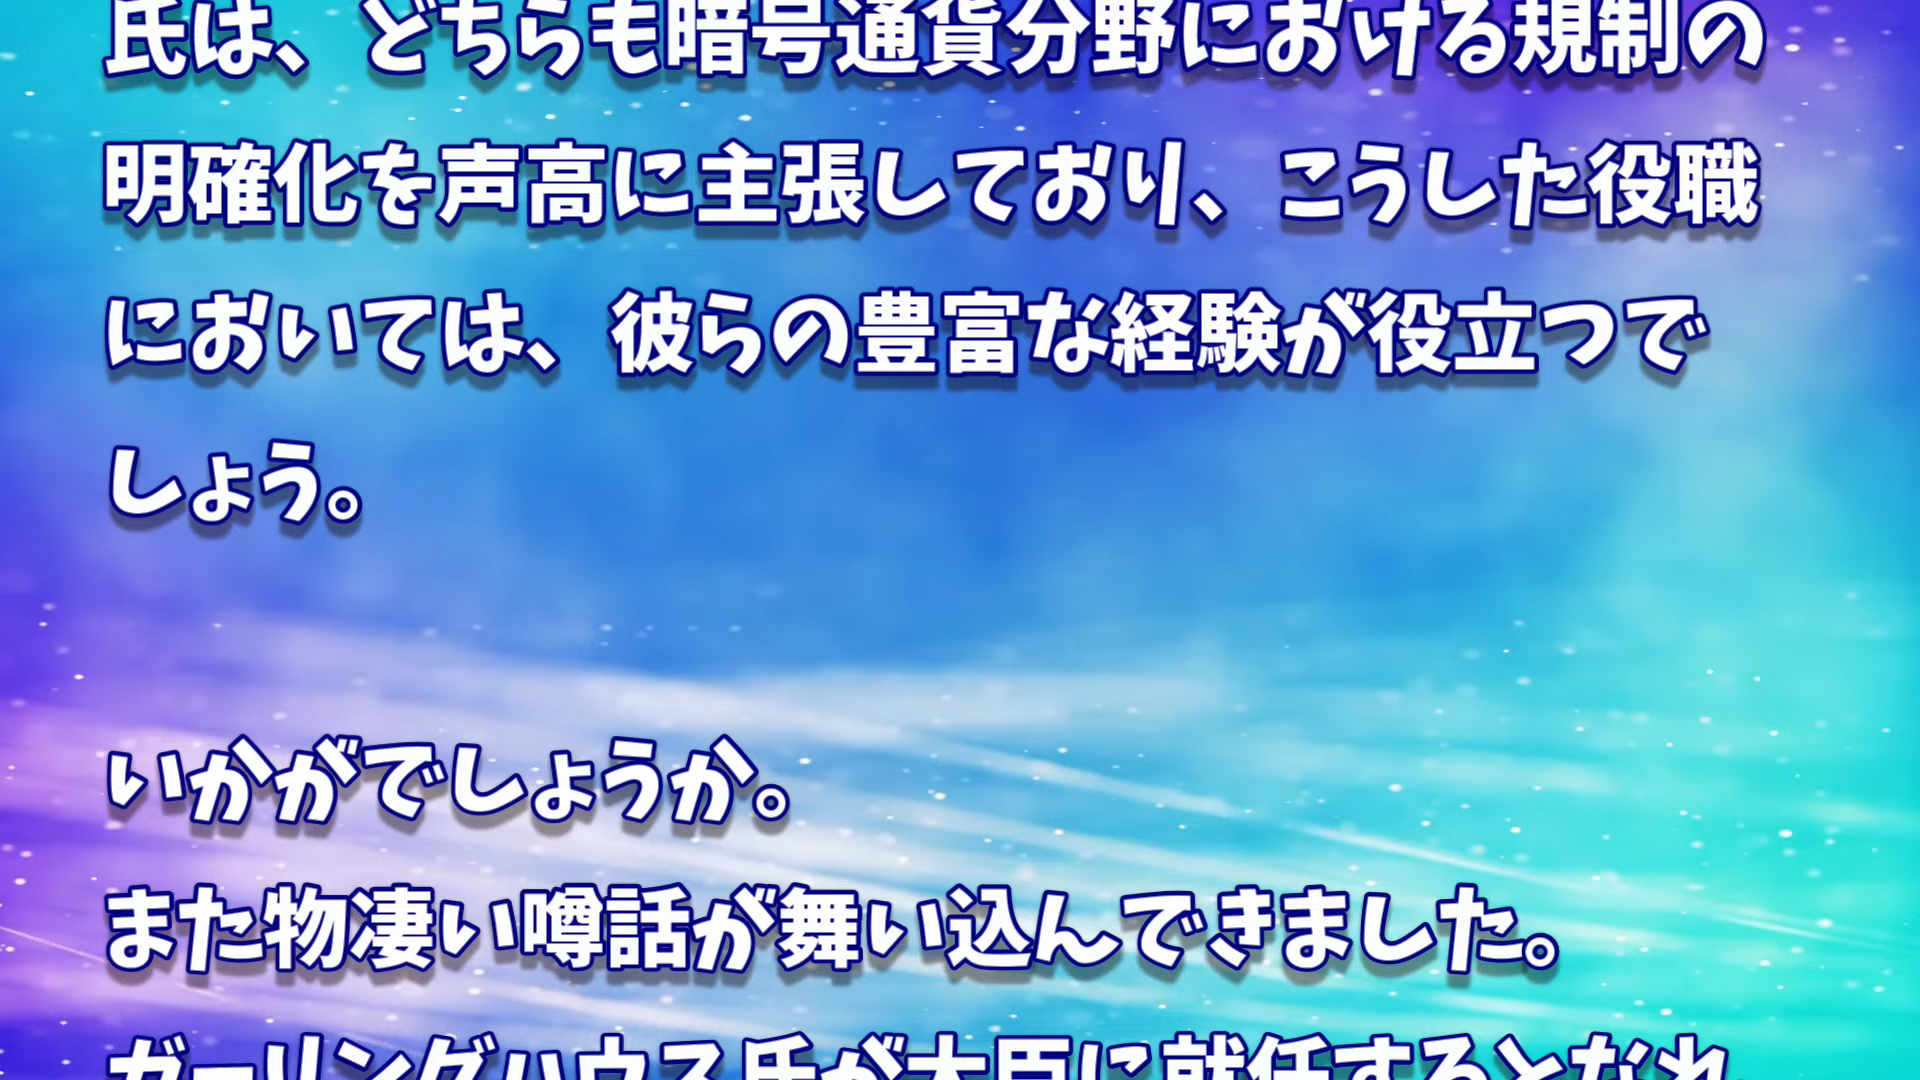 氏は、どちらも暗号通貨分野における規制の
明確化を声高に主張しており、こうした役職
においては、彼らの豊富な経験が役立つで
しょう。
いかがでしょうか。
また物凄い噂話が舞い込んできました。
ガーリングハウス氏が大臣に就任するとなれ